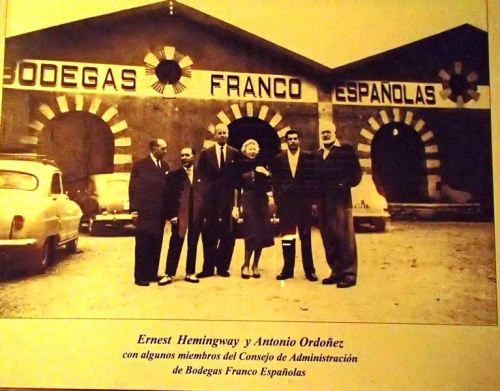 BODEGAS FRANCO ESPAÑOLAS
Ernest Hemingway y Antonio Ordoñez
con algunos miembros del Consejo de Administración
de Bodegas Franco Españolas